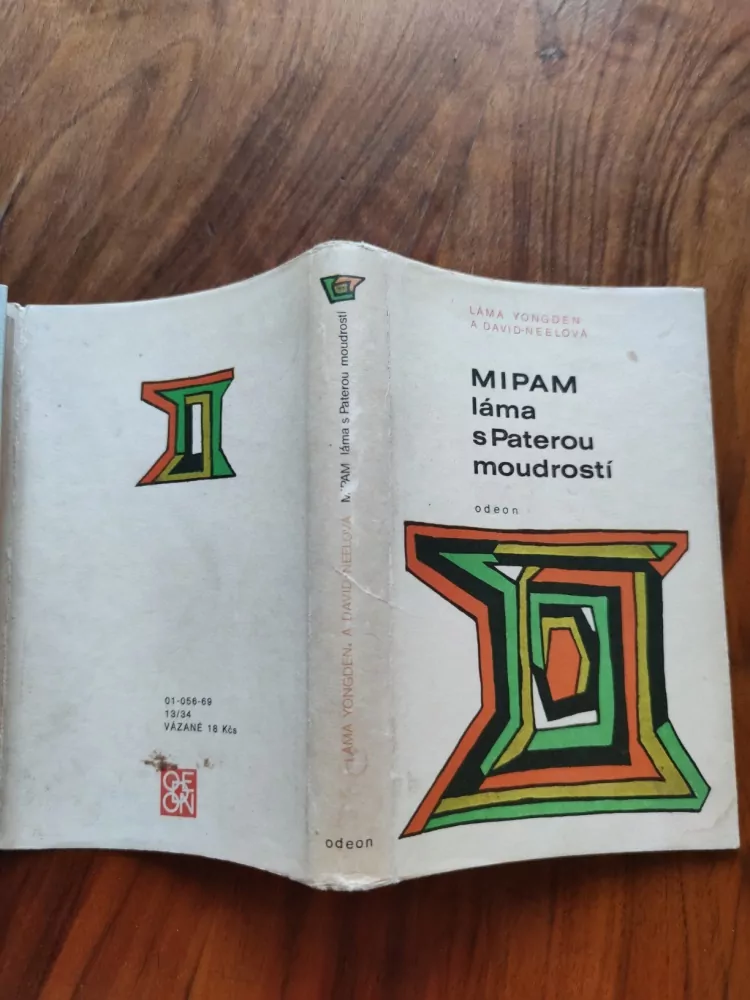 LÁMA YONGDEN
A DAVID-NEELOVÁ
MIPAM
láma
s Paterou
moudrostí
odeon
LÁMA YONGDEN A DAVID-NEELOVÁ MIPAM láma s Paterou moudrostí
odeon
01-056-69
13/34
VÁZANÉ 18 Kčs
ODEON